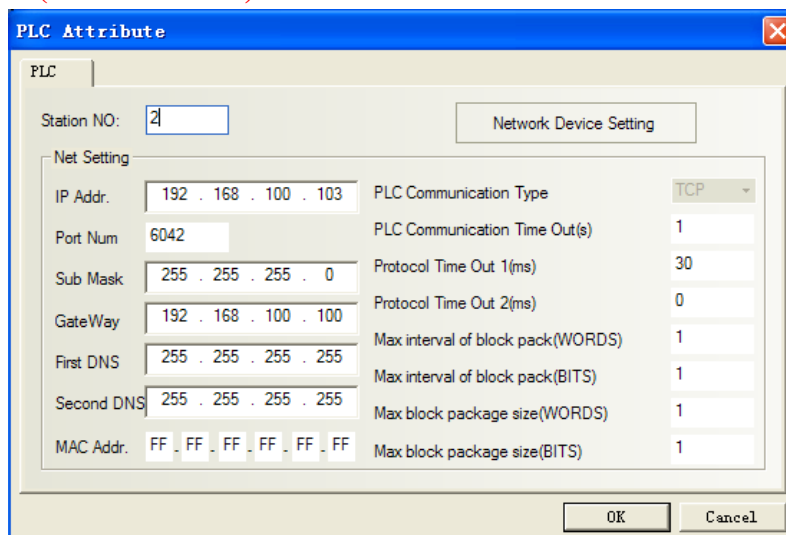 PLC Attribute
PLC
Station NO: 2
Network Device Setting
Net Setting
IP Addr. 192 . 168 . 100 . 103
PLC Communication Type TCP
Port Num 6042
PLC Communication Time Out(s) 1
Sub Mask 255 . 255 . 255 . 0
Protocol Time Out 1(ms) 30
GateWay 192 . 168 . 100 . 100
Protocol Time Out 2(ms) 0
First DNS 255 . 255 . 255 . 255
Max interval of block pack(WORDS) 1
Max interval of block pack(BITS) 1
Second DNS 255 . 255 . 255 . 255
Max block package size(WORDS) 1
MAC Addr. FF - FF - FF - FF - FF - FF
Max block package size(BITS) 1
OK
Cancel